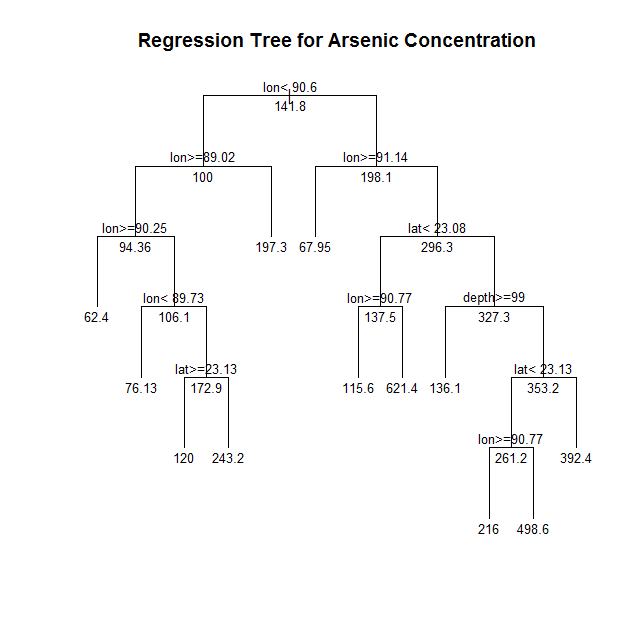 Regression Tree for Arsenic Concentration
lon< 90.6
141.8
lon>=89.02
lon>=91.14
100
198.1
lon>=90.25
lat< 23.08
94.36
197.3
67.95
296.3
lon< 89.73
lon>=90.77
depth>=99
62.4
106.1
137.5
327.3
lat>=23.13
lat< 23.13
76.13
172.9
115.6
621.4
136.1
353.2
lon>=90.77
120
243.2
261.2
392.4
216
498.6